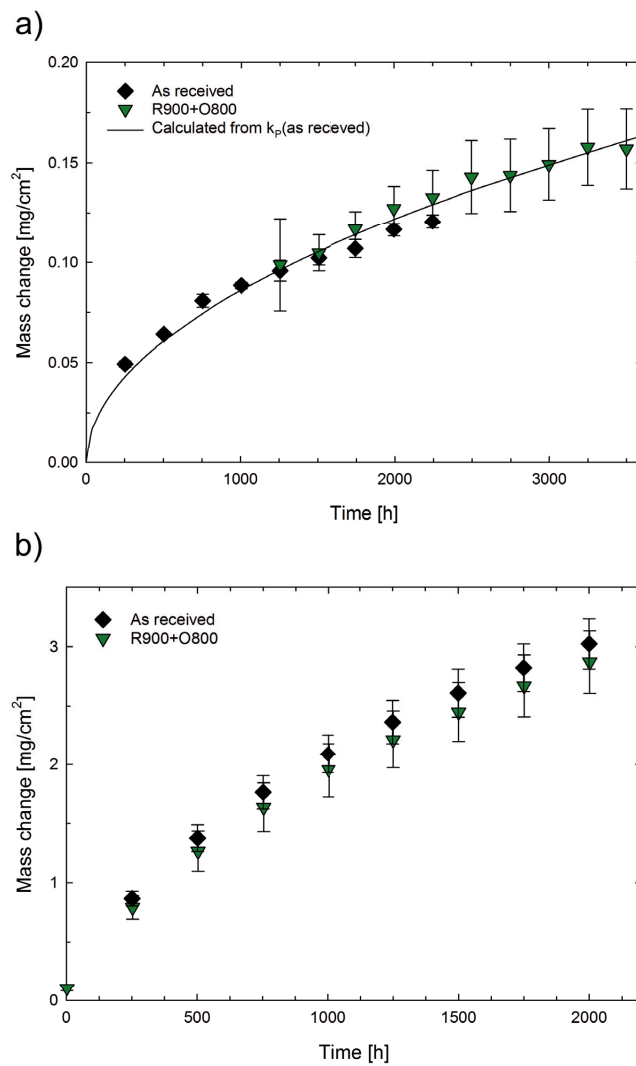 a)
0.20
0.15
0.10
0.05
0.00
Mass change [mg/cm²]
As received
R900+O800
Calculated from kP(as receved)
0 1000 2000 3000
Time [h]
b)
3
2
1
0
Mass change [mg/cm²]
As received
R900+O800
0 500 1000 1500 2000
Time [h]